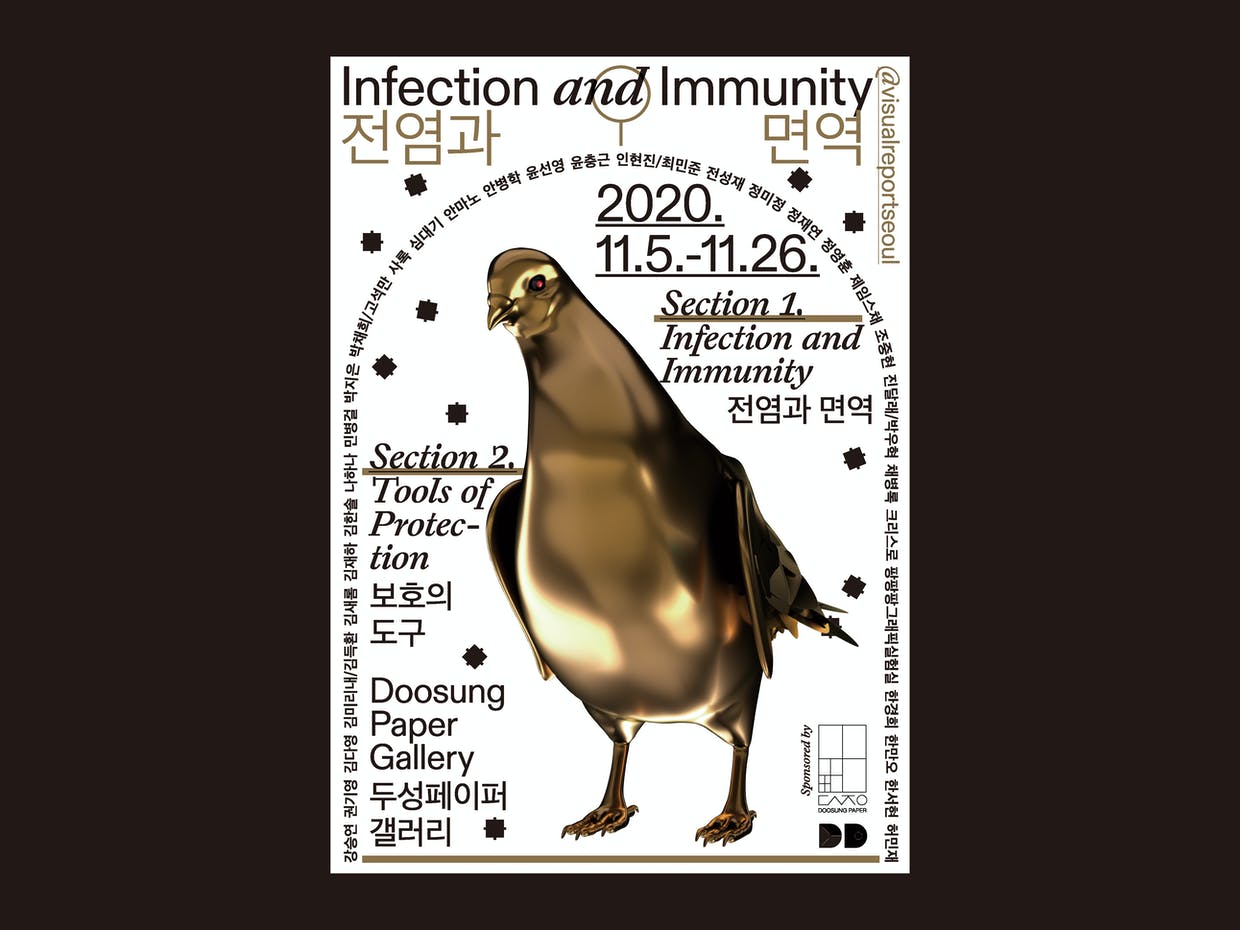 Infection and Immunity
전염과 면역
@visualreportseoul
강승연 권기영 김다영 김미리내/김득환 김새롬 김재하 김한솔 나하나 민병걸 박지은 박채희/고석만 사록 심대기 안마노 안병학 윤선영 윤충근 인현진/최민준 전성재 정미정 정재연 정영훈 제임스채 조중현 진달래/박우혁 채병록 크리스로 팡팡팡그래픽실험실 한경희 한만오 한서현 허민재
2020.
11.5.-11.26.
Section 1.
Infection and
Immunity
전염과 면역
Section 2.
Tools of
Protec-
tion
보호의
도구
Doosung
Paper
Gallery
두성페이퍼
갤러리
Sponsored by
DOOSUNG PAPER